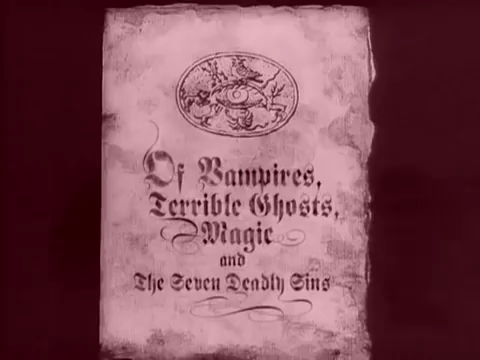 Of Vampires,
Terrible Ghosts,
Magic
and
The Seven Deadly Sins